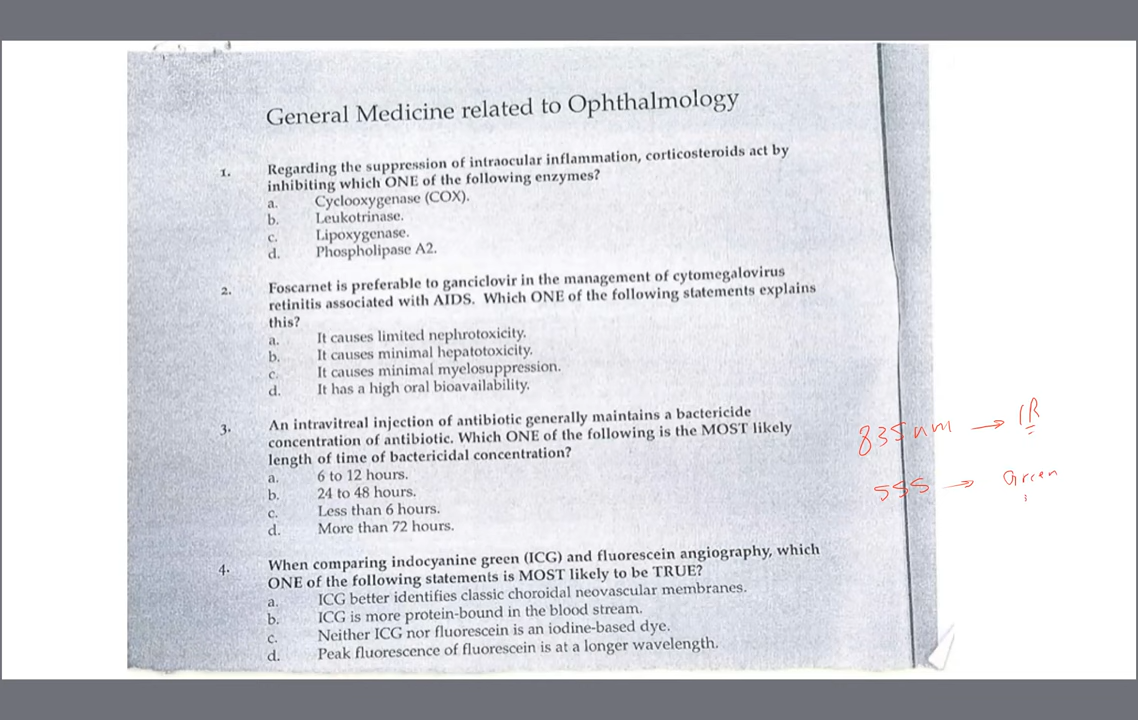 General Medicine related to Ophthalmology
1. Regarding the suppression of intraocular inflammation, corticosteroids act by
inhibiting which ONE of the following enzymes?
a. Cyclooxygenase (COX).
b. Leukotrinase.
c. Lipoxygenase.
d. Phospholipase A2.
2. Foscarnet is preferable to ganciclovir in the management of cytomegalovirus
retinitis associated with AIDS. Which ONE of the following statements explains
this?
a. It causes limited nephrotoxicity.
b. It causes minimal hepatotoxicity.
c. It causes minimal myelosuppression.
d. It has a high oral bioavailability.
3. An intravitreal injection of antibiotic generally maintains a bactericide
concentration of antibiotic. Which ONE of the following is the MOST likely
length of time of bactericidal concentration?
a. 6 to 12 hours.
b. 24 to 48 hours.
c. Less than 6 hours.
d. More than 72 hours.
835nm → IR
555 → Green
4. When comparing indocyanine green (ICG) and fluorescein angiography, which
ONE of the following statements is MOST likely to be TRUE?
a. ICG better identifies classic choroidal neovascular membranes.
b. ICG is more protein-bound in the blood stream.
c. Neither ICG nor fluorescein is an iodine-based dye.
d. Peak fluorescence of fluorescein is at a longer wavelength.